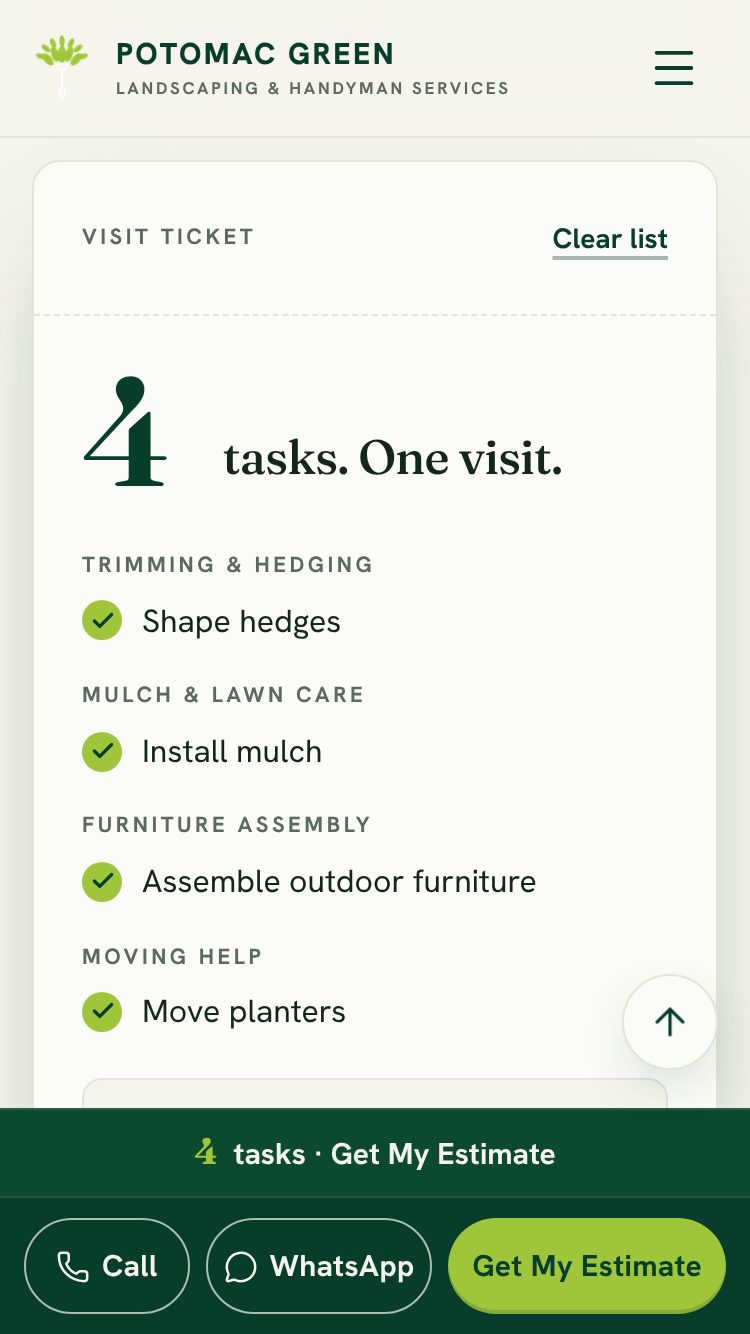 POTOMAC GREEN
LANDSCAPING & HANDYMAN SERVICES
VISIT TICKET
Clear list
4 tasks. One visit.
TRIMMING & HEDGING
Shape hedges
MULCH & LAWN CARE
Install mulch
FURNITURE ASSEMBLY
Assemble outdoor furniture
MOVING HELP
Move planters
4 tasks · Get My Estimate
Call
WhatsApp
Get My Estimate